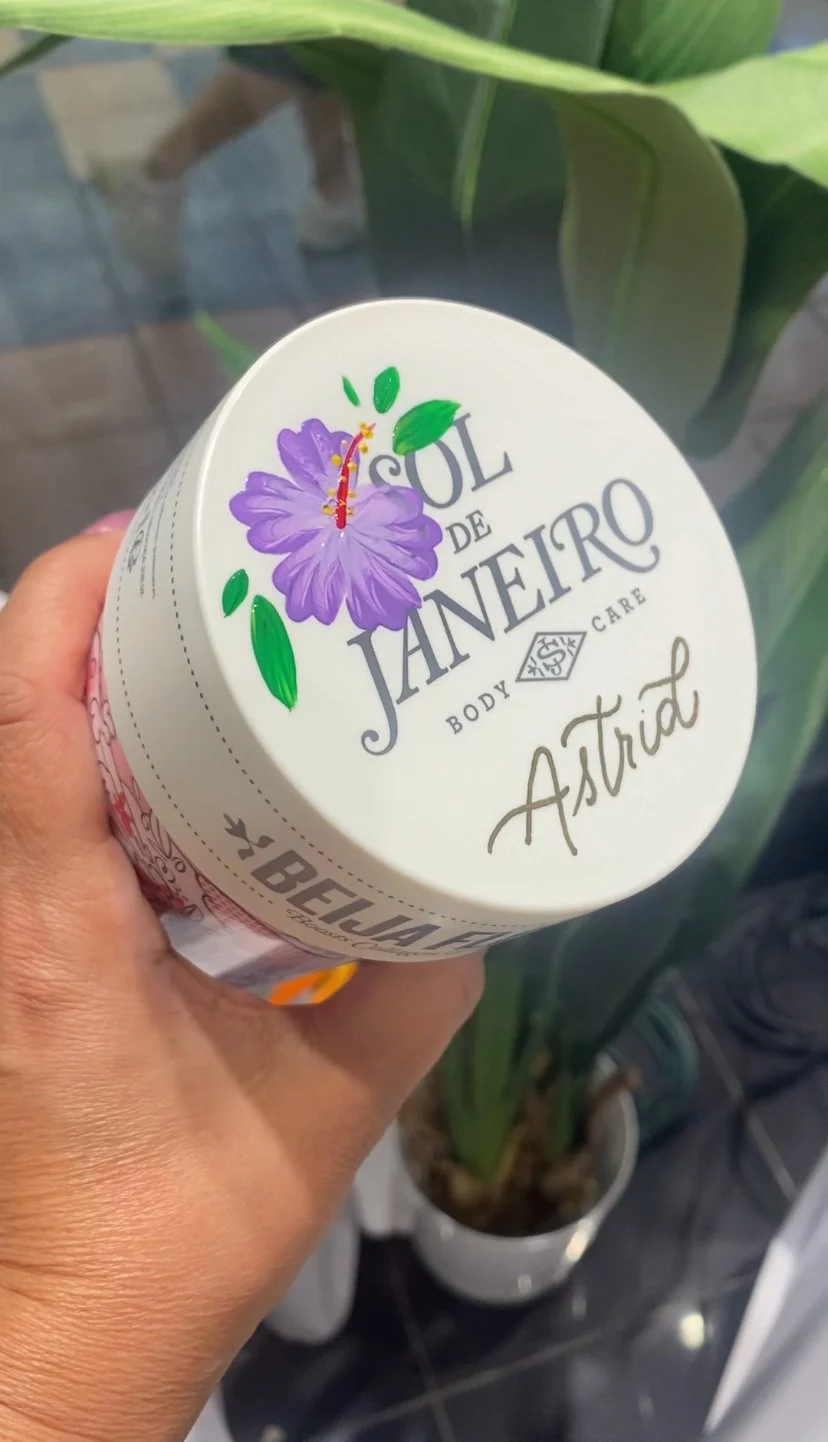 SOL
DE
JANEIRO
BODY CARE
Astrid
BEIJA